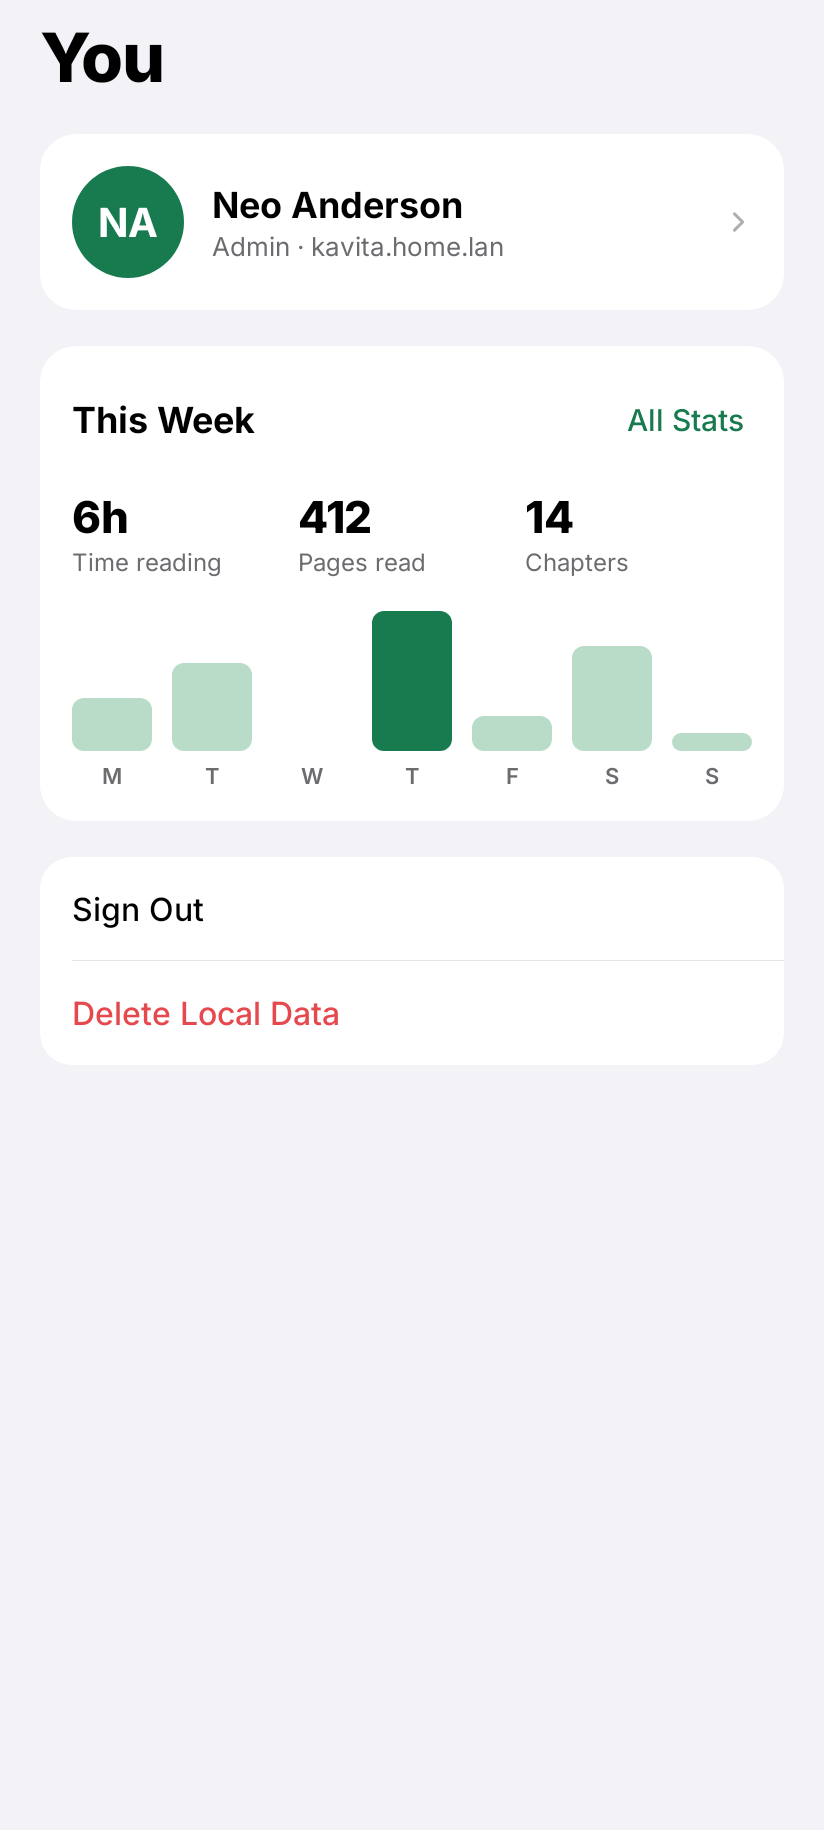 You
NA
Neo Anderson
Admin · kavita.home.lan
This Week
All Stats
6h
412
14
Time reading
Pages read
Chapters
M T W T F S S
Sign Out
Delete Local Data